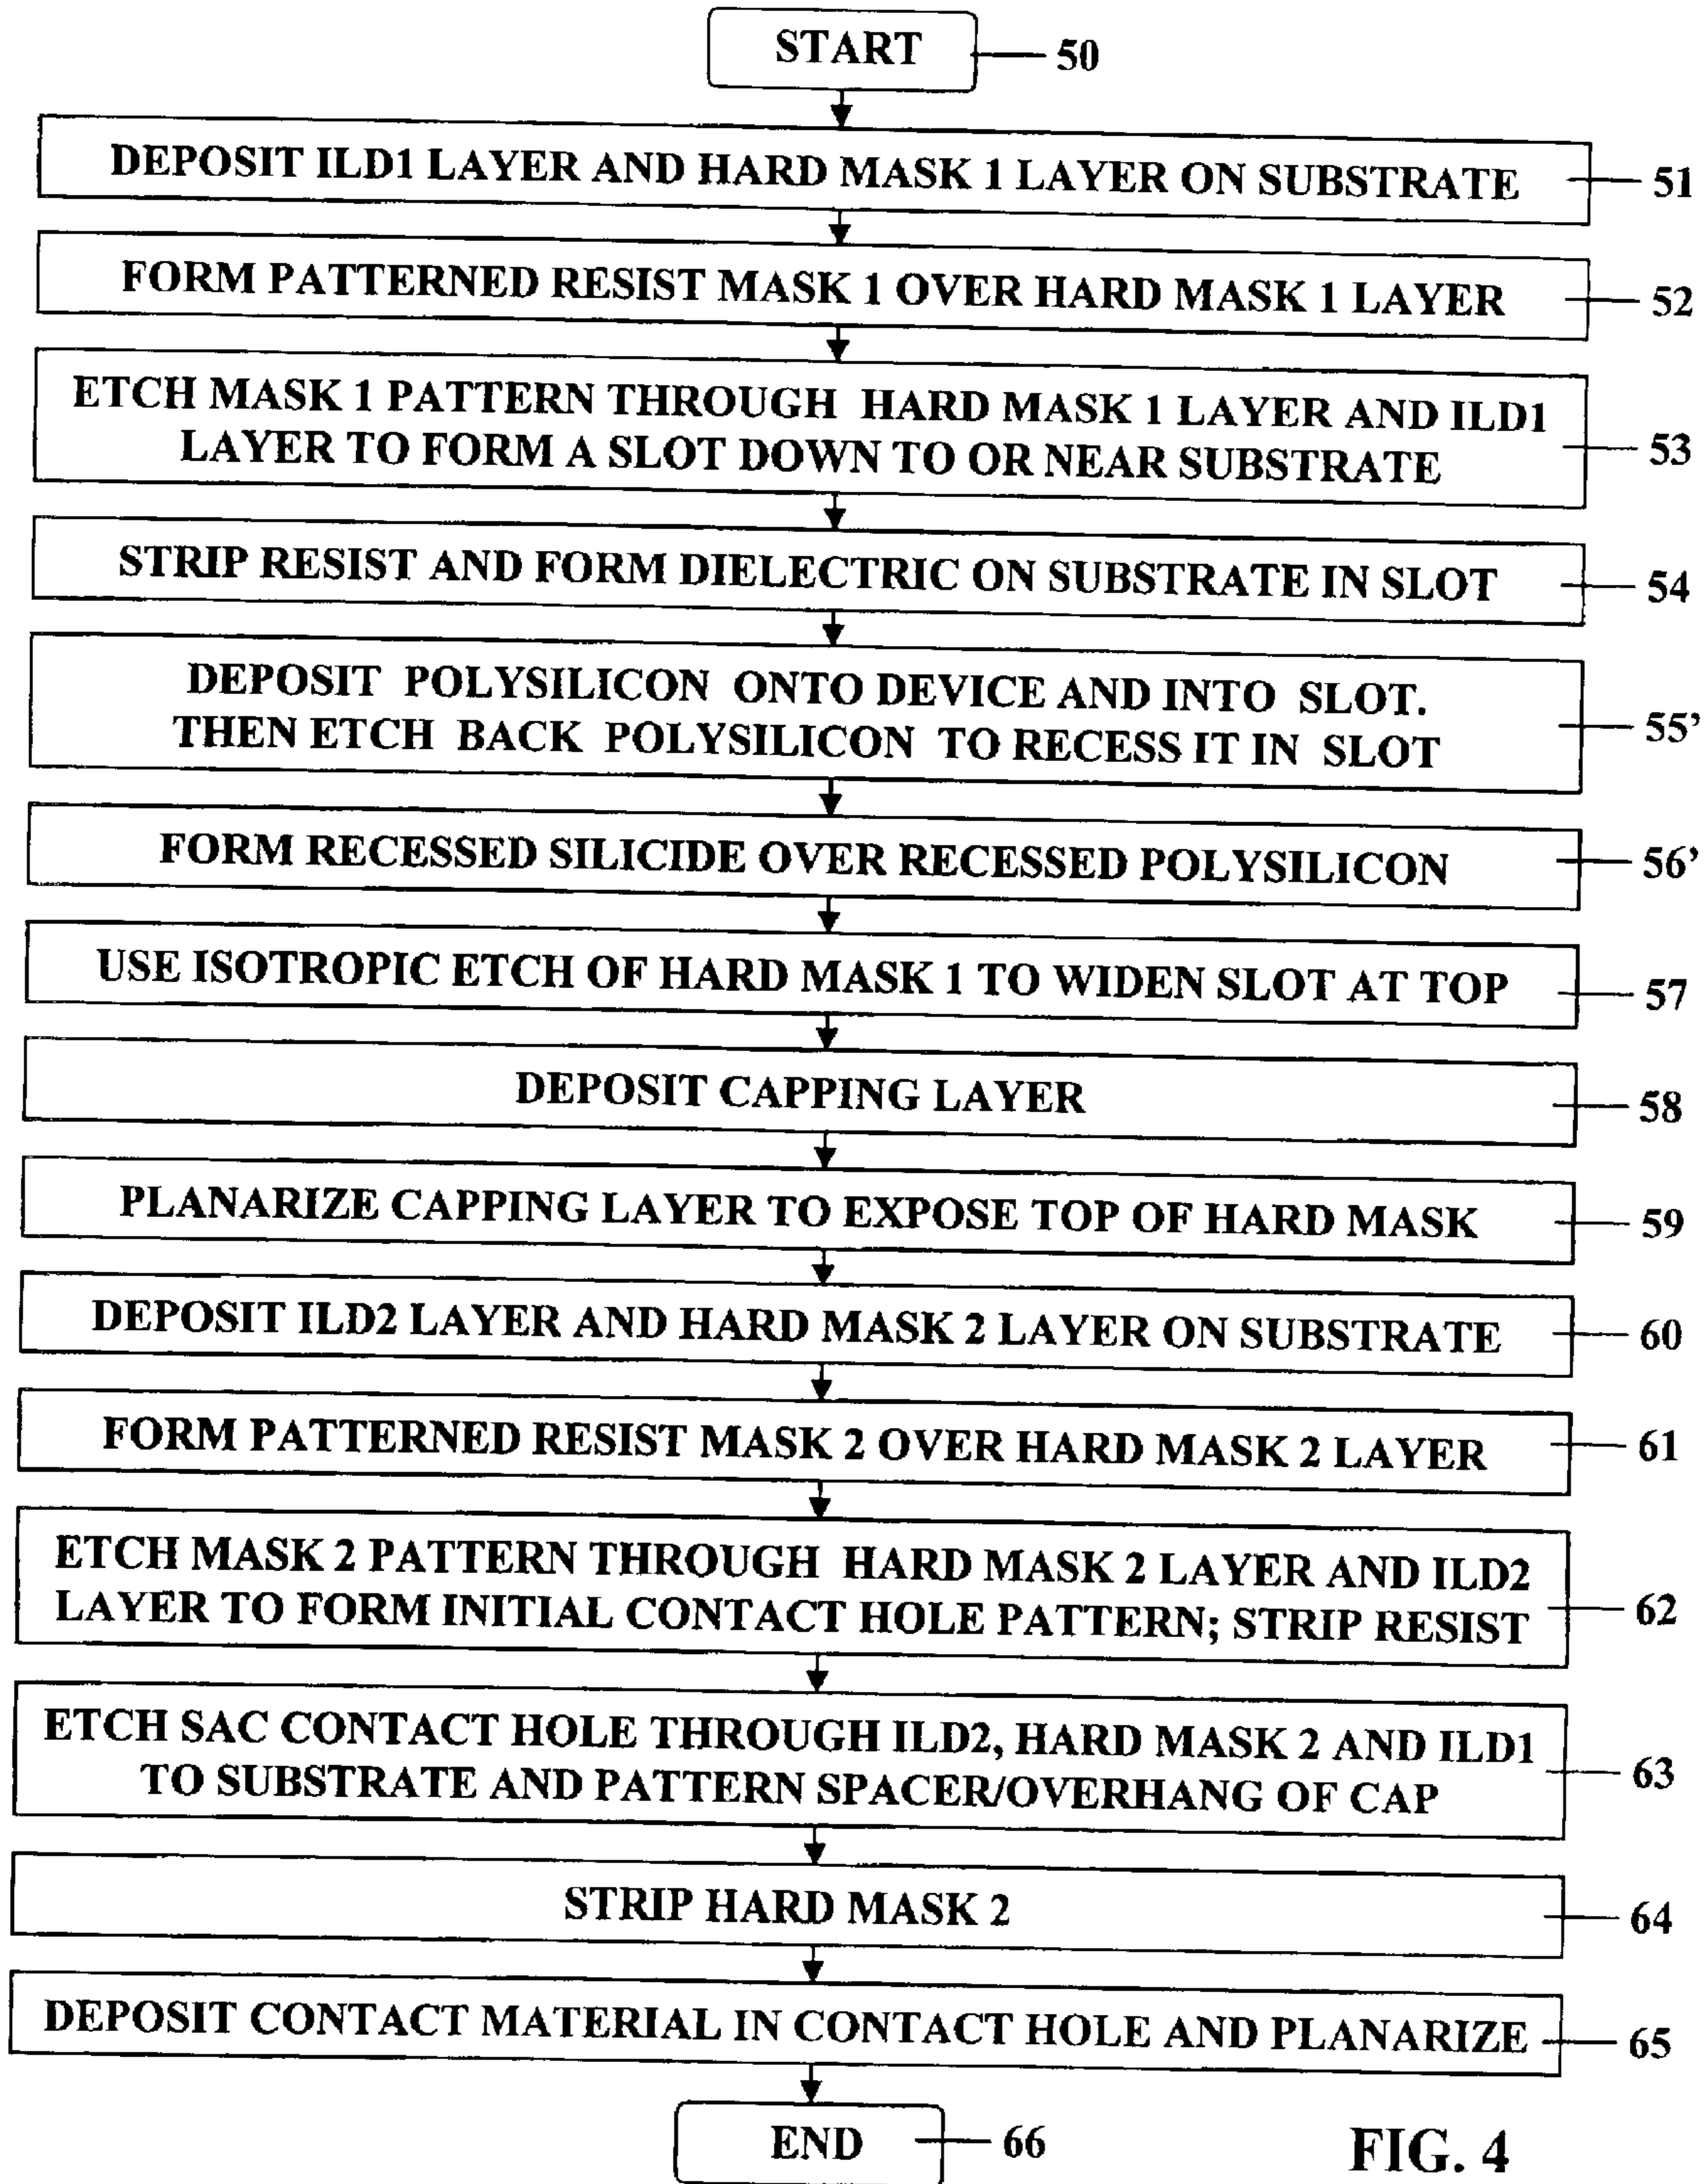 START 50
DEPOSIT ILD1 LAYER AND HARD MASK 1 LAYER ON SUBSTRATE 51
FORM PATTERNED RESIST MASK 1 OVER HARD MASK 1 LAYER 52
ETCH MASK 1 PATTERN THROUGH HARD MASK 1 LAYER AND ILD1
LAYER TO FORM A SLOT DOWN TO OR NEAR SUBSTRATE 53
STRIP RESIST AND FORM DIELECTRIC ON SUBSTRATE IN SLOT 54
DEPOSIT POLYSILICON ONTO DEVICE AND INTO SLOT.
THEN ETCH BACK POLYSILICON TO RECESS IT IN SLOT 55’
FORM RECESSED SILICIDE OVER RECESSED POLYSILICON 56’
USE ISOTROPIC ETCH OF HARD MASK 1 TO WIDEN SLOT AT TOP 57
DEPOSIT CAPPING LAYER 58
PLANARIZE CAPPING LAYER TO EXPOSE TOP OF HARD MASK 59
DEPOSIT ILD2 LAYER AND HARD MASK 2 LAYER ON SUBSTRATE 60
FORM PATTERNED RESIST MASK 2 OVER HARD MASK 2 LAYER 61
ETCH MASK 2 PATTERN THROUGH HARD MASK 2 LAYER AND ILD2
LAYER TO FORM INITIAL CONTACT HOLE PATTERN; STRIP RESIST 62
ETCH SAC CONTACT HOLE THROUGH ILD2, HARD MASK 2 AND ILD1
TO SUBSTRATE AND PATTERN SPACER/OVERHANG OF CAP 63
STRIP HARD MASK 2 64
DEPOSIT CONTACT MATERIAL IN CONTACT HOLE AND PLANARIZE 65
END 66
FIG. 4